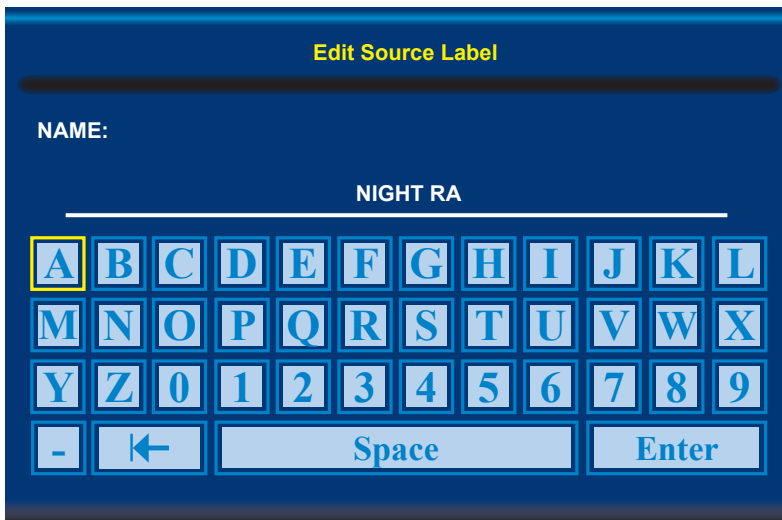 Edit Source Label
NAME:
NIGHT RA
A B C D E F G H I J K L
M N O P Q R S T U V W X
Y Z 0 1 2 3 4 5 6 7 8 9
- Space Enter